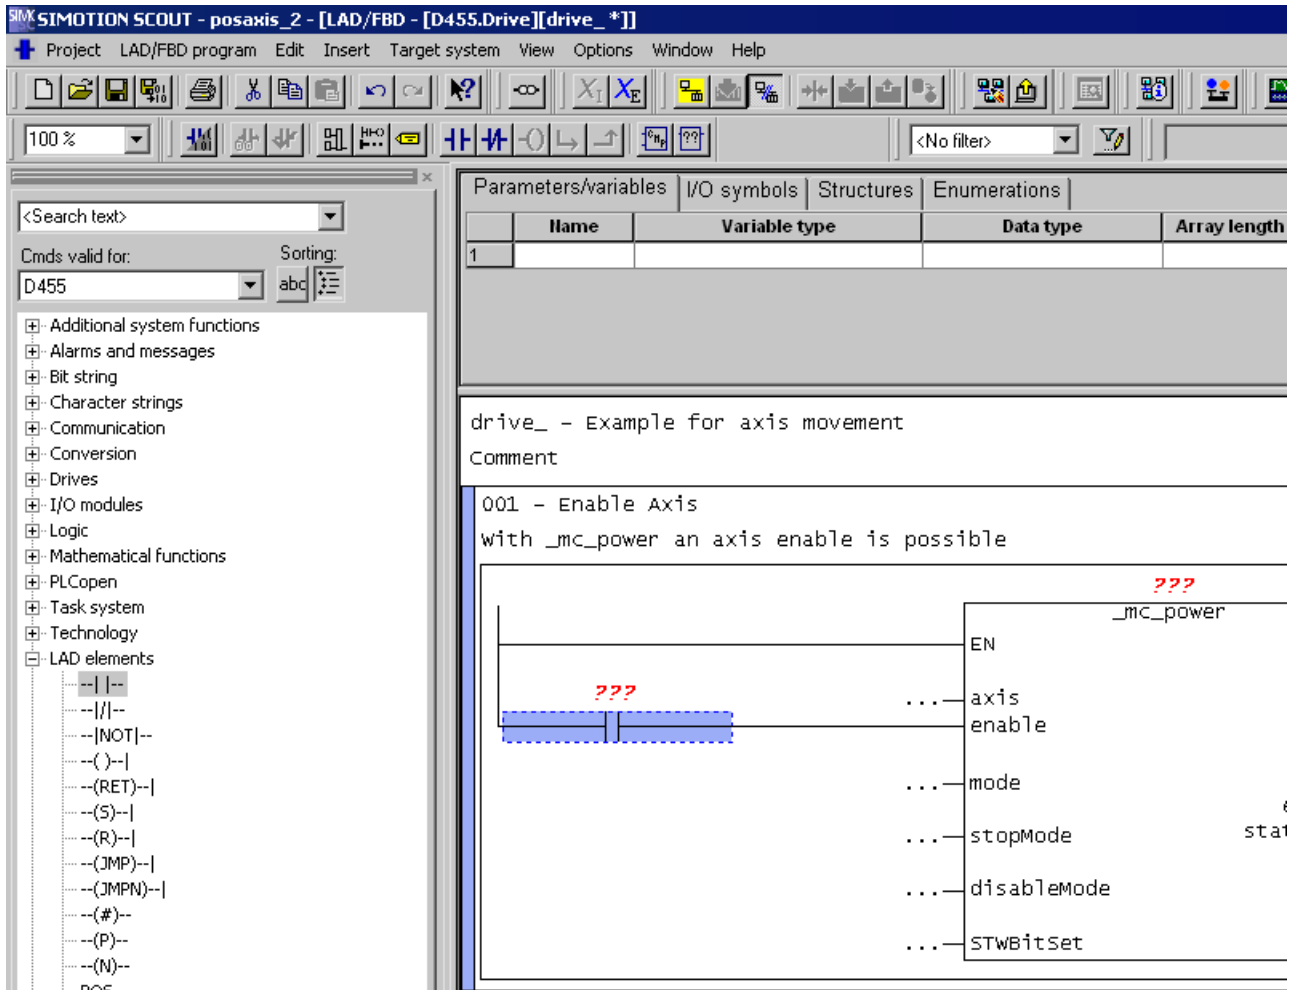 SIMOTION SCOUT - posaxis_2 - [LAD/FBD - [D455.Drive][drive_*]]
Project LAD/FBD program Edit Insert Target system View Options Window Help
100 %
<No filter>
<Search text>
Cmds valid for:
Sorting:
D455
abc
Additional system functions
Alarms and messages
Bit string
Character strings
Communication
Conversion
Drives
I/O modules
Logic
Mathematical functions
PLCopen
Task system
Technology
LAD elements
--| |--
--|/|--
--|NOT|--
--( )--|
--(RET)--|
--(S)--|
--(R)--|
--(JMP)--|
--(JMPN)--|
--(#)--
--(P)--
--(N)--
Parameters/variables I/O symbols Structures Enumerations
Name Variable type Data type Array length
1
drive_ – Example for axis movement
Comment
001 – Enable Axis
With _mc_power an axis enable is possible
???
_mc_power
EN
???
... axis
enable
... mode
... stopMode
stat
... disableMode
... STWBitSet